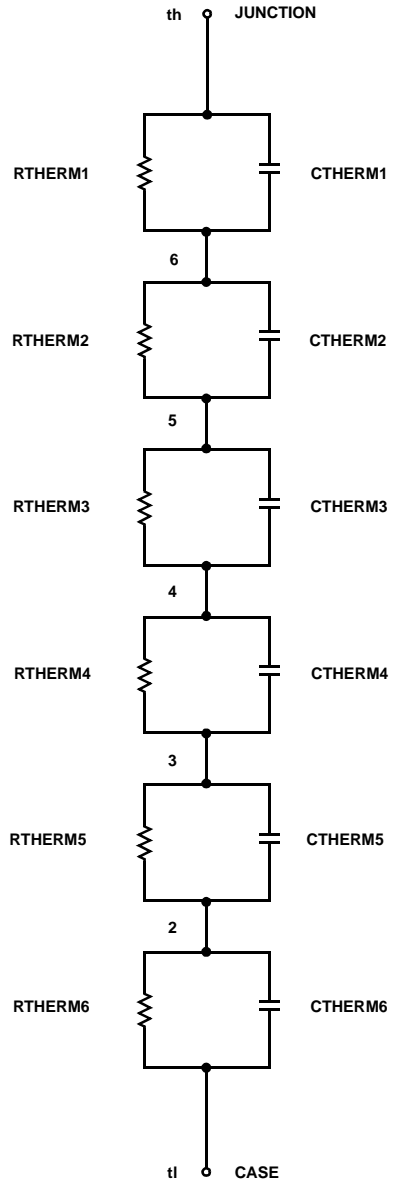 th JUNCTION
RTHERM1 CTHERM1
6
RTHERM2 CTHERM2
5
RTHERM3 CTHERM3
4
RTHERM4 CTHERM4
3
RTHERM5 CTHERM5
2
RTHERM6 CTHERM6
tl CASE